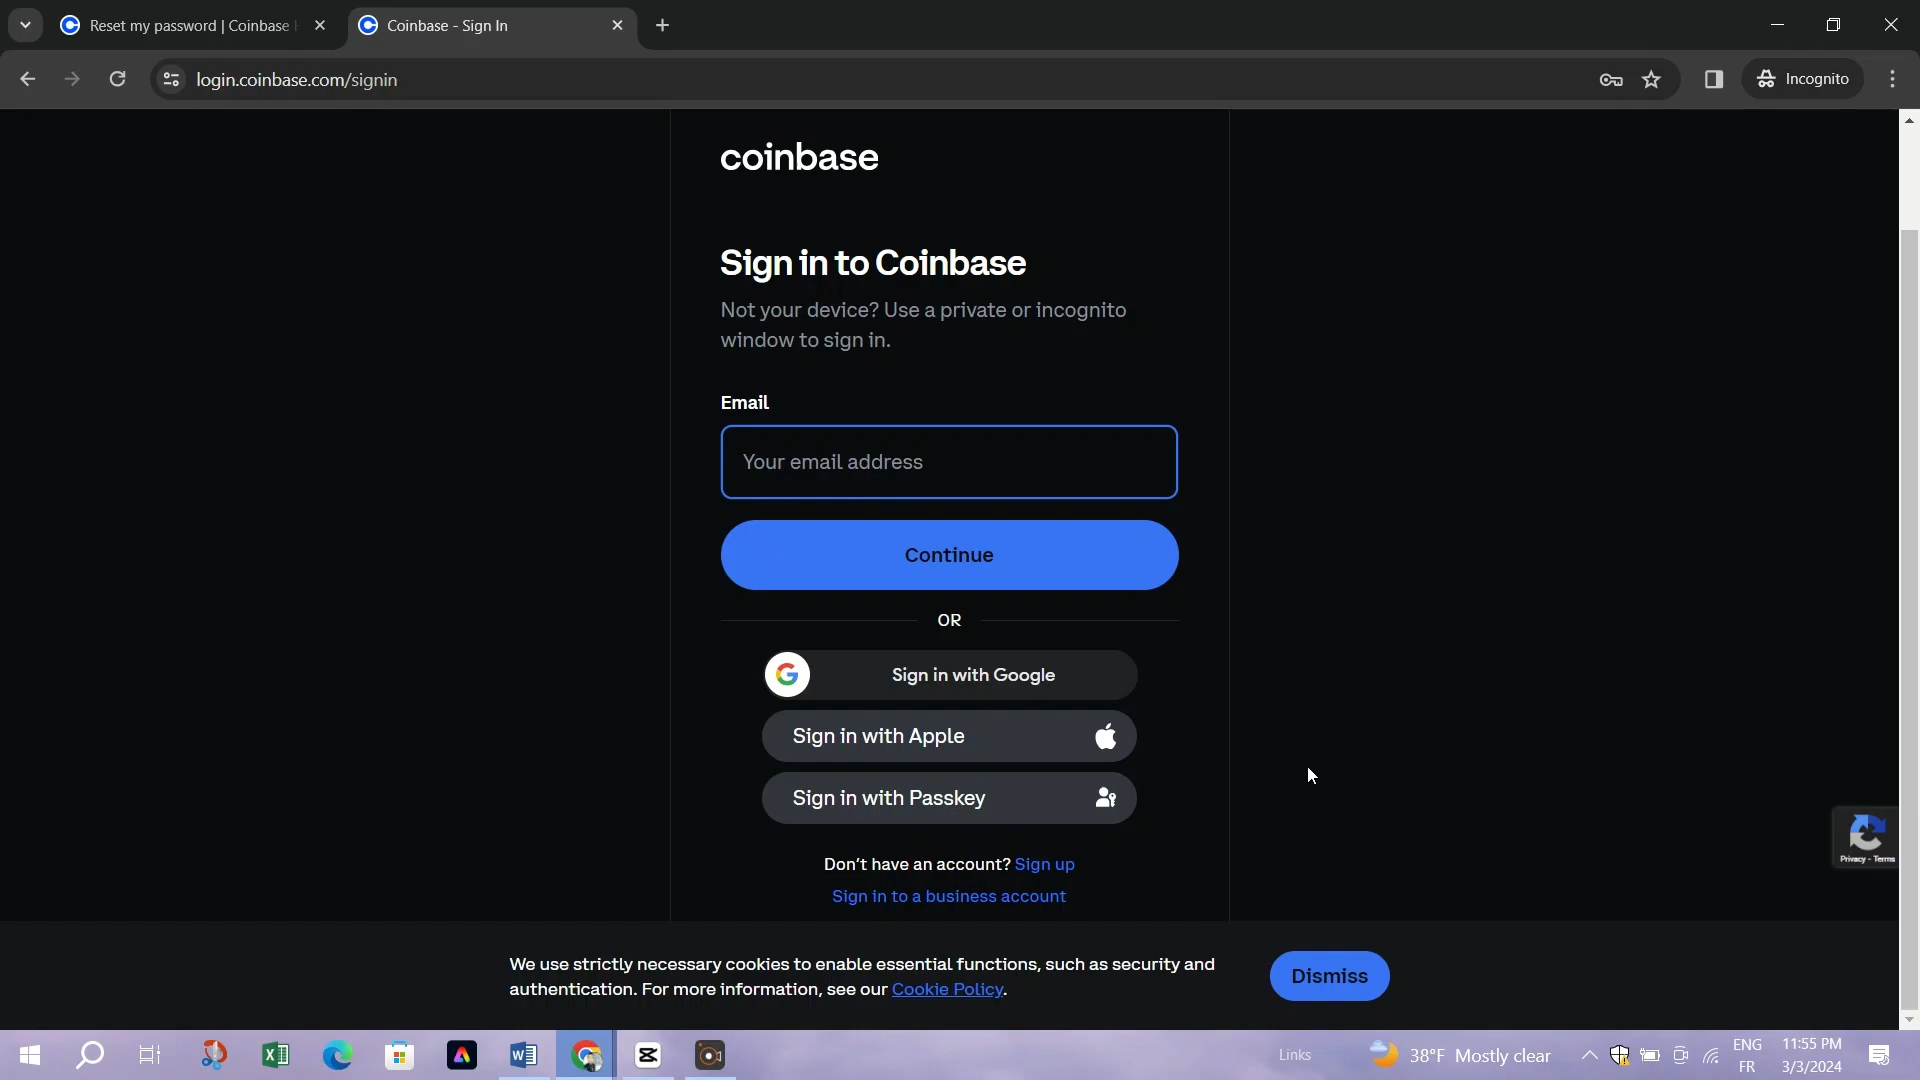 Reset my password | Coinbase
Coinbase - Sign In
login.coinbase.com/signin
Incognito
coinbase
Sign in to Coinbase
Not your device? Use a private or incognito
window to sign in.
Email
Your email address
Continue
OR
Sign in with Google
Sign in with Apple
Sign in with Passkey
Don't have an account? Sign up
Sign in to a business account
Privacy - Terms
We use strictly necessary cookies to enable essential functions, such as security and
authentication. For more information, see our Cookie Policy.
Dismiss
Links
38°F Mostly clear
ENG
FR
11:55 PM
3/3/2024